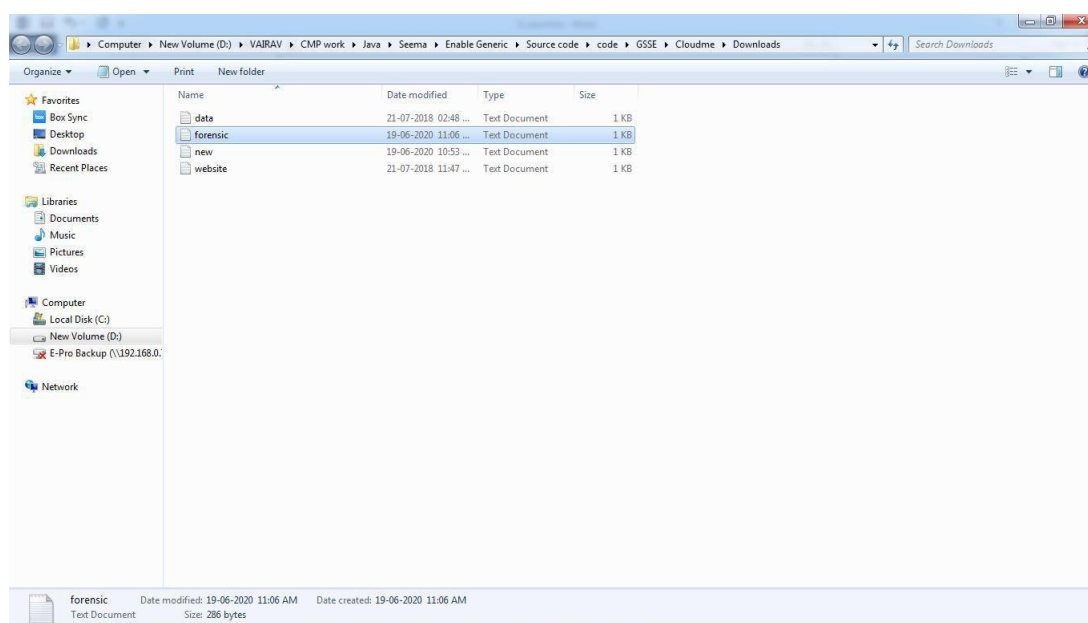 Computer New Volume (D:) VAIRAV CMP work Java Seema Enable Generic Source code code GSSE Cloudme Downloads Search Downloads
Organize Open Print New folder
Favorites
Box Sync
Desktop
Downloads
Recent Places
Libraries
Documents
Music
Pictures
Videos
Computer
Local Disk (C:)
New Volume (D:)
E-Pro Backup (\\192.168.0.
Network
Name Date modified Type Size
data 21-07-2018 02:48 ... Text Document 1 KB
forensic 19-06-2020 11:06 ... Text Document 1 KB
new 19-06-2020 10:53 ... Text Document 1 KB
website 21-07-2018 11:47 ... Text Document 1 KB
forensic Date modified: 19-06-2020 11:06 AM Date created: 19-06-2020 11:06 AM
Text Document Size: 286 bytes